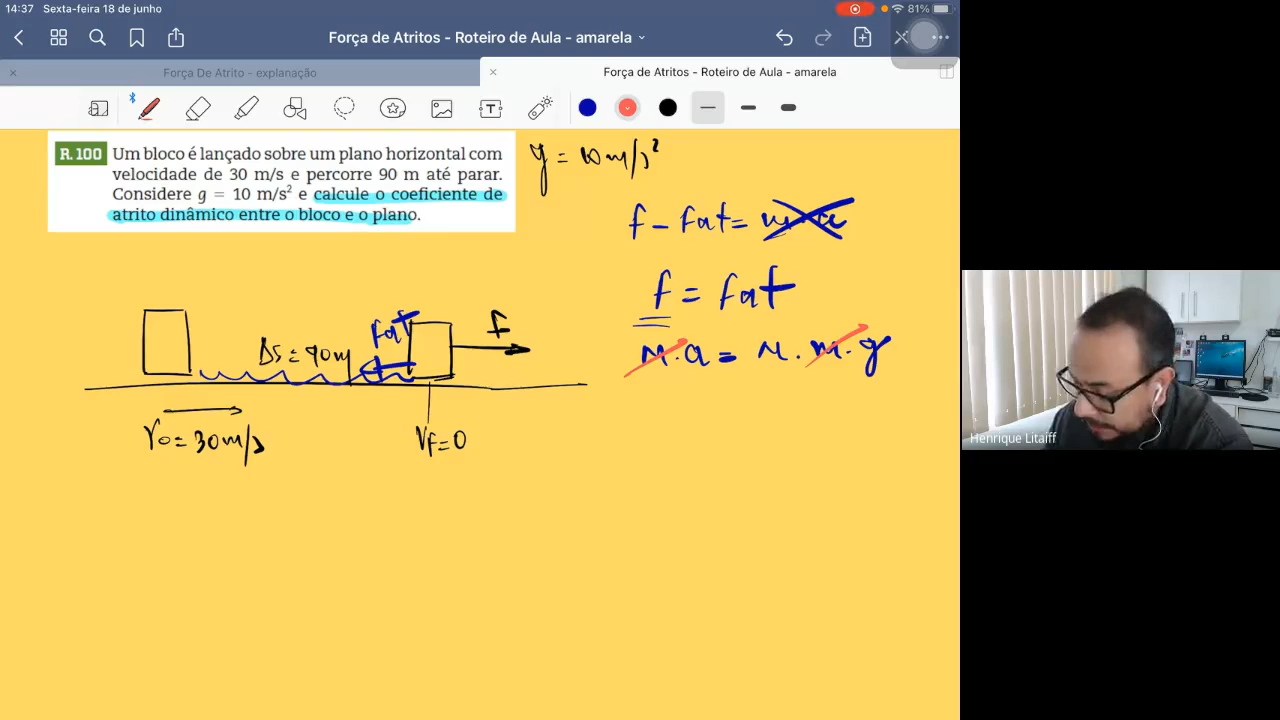 14:37 Sexta-feira 18 de junho
81%
Força de Atritos - Roteiro de Aula - amarela
Força De Atrito - explanação
Força de Atritos - Roteiro de Aula - amarela
R. 100 Um bloco é lançado sobre um plano horizontal com
velocidade de 30 m/s e percorre 90 m até parar.
Considere g = 10 m/s² e calcule o coeficiente de
atrito dinâmico entre o bloco e o plano.
g = 10 m/s²
f - fat = m.a
f = fat
m.a = μ.m.g
Fat
F
ΔS = 90m
V0 = 30m/s
Vf = 0
Henrique Litaiff